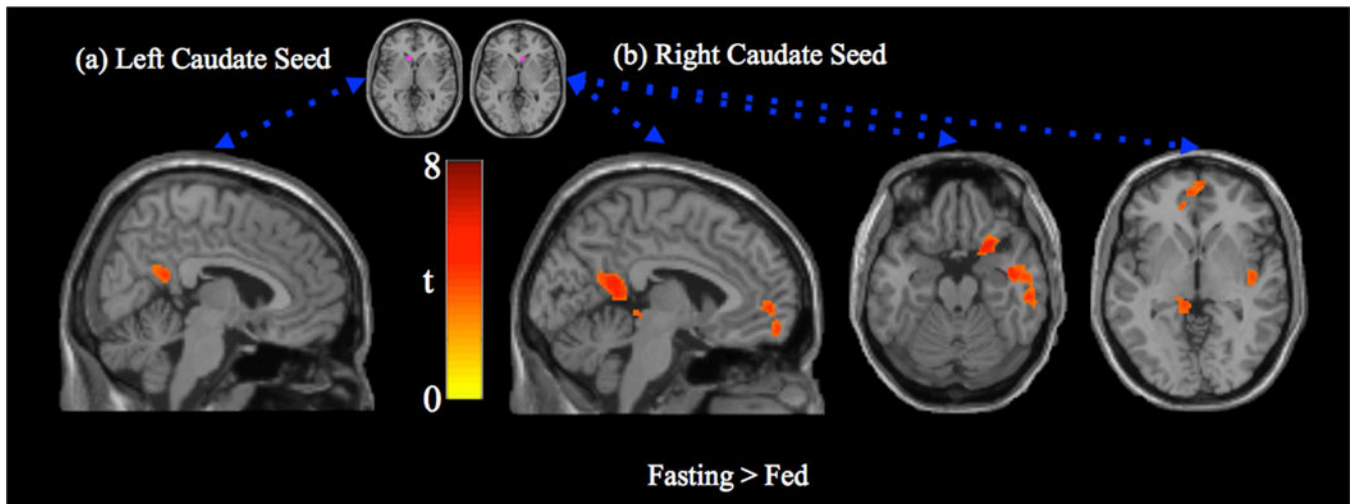 (a) Left Caudate Seed
(b) Right Caudate Seed
8
t
0
Fasting > Fed